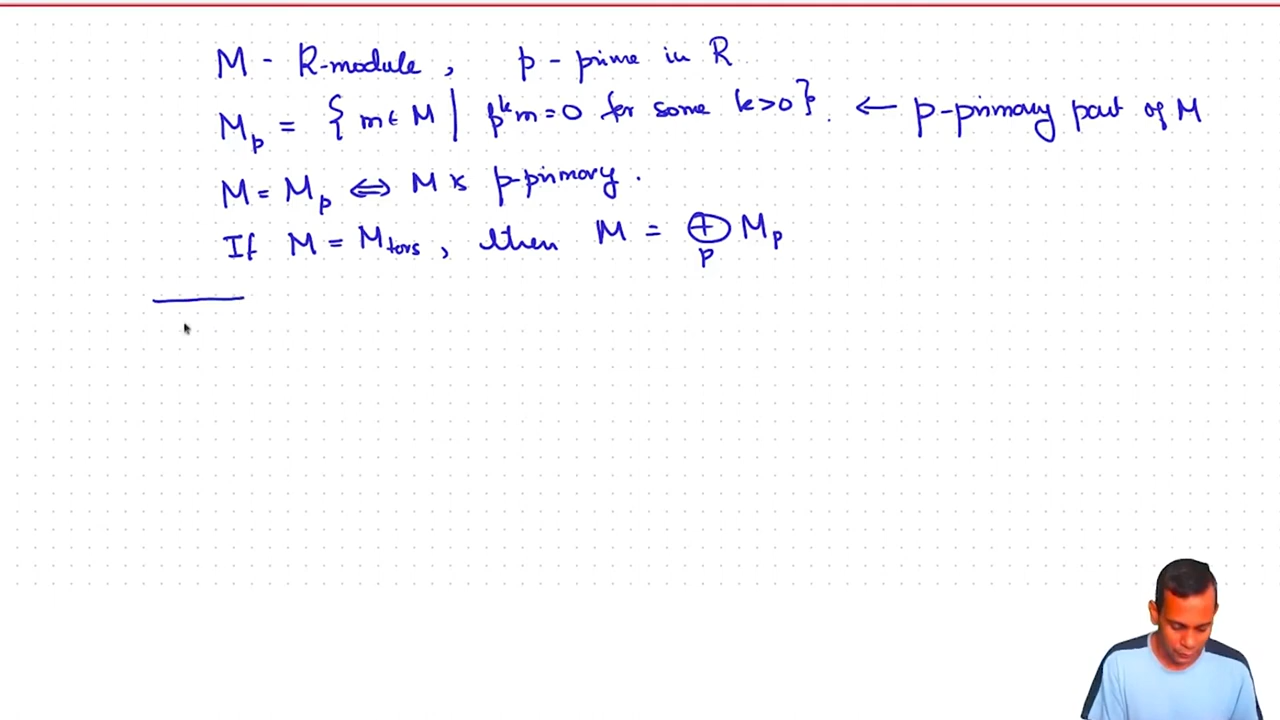 M - R-module, p - prime in R
M_p = { m ∈ M | p^k m = 0 for some k>0 }. ← p-primary part of M
M = M_p ⇔ M is p-primary.
If M = M_tors, then M = ⊕_p M_p